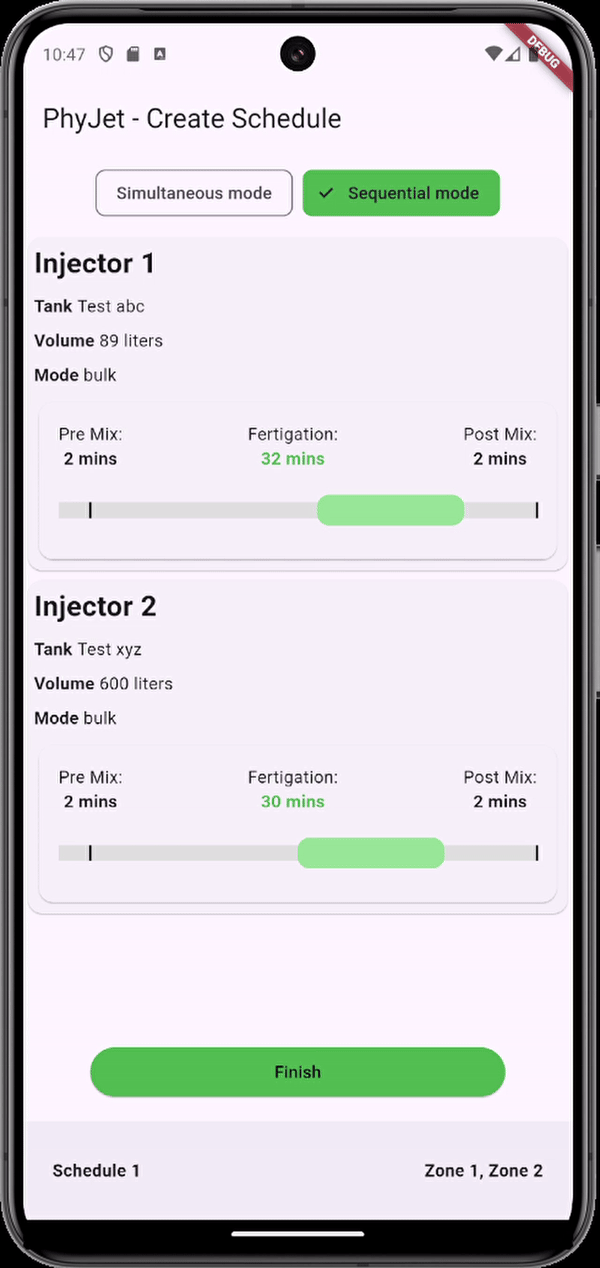 10:47
DEBUG
PhyJet - Create Schedule
Simultaneous mode
Sequential mode
Injector 1
Tank Test abc
Volume 89 liters
Mode bulk
Pre Mix: Fertigation: Post Mix:
2 mins 32 mins 2 mins
Injector 2
Tank Test xyz
Volume 600 liters
Mode bulk
Pre Mix: Fertigation: Post Mix:
2 mins 30 mins 2 mins
Finish
Schedule 1 Zone 1, Zone 2